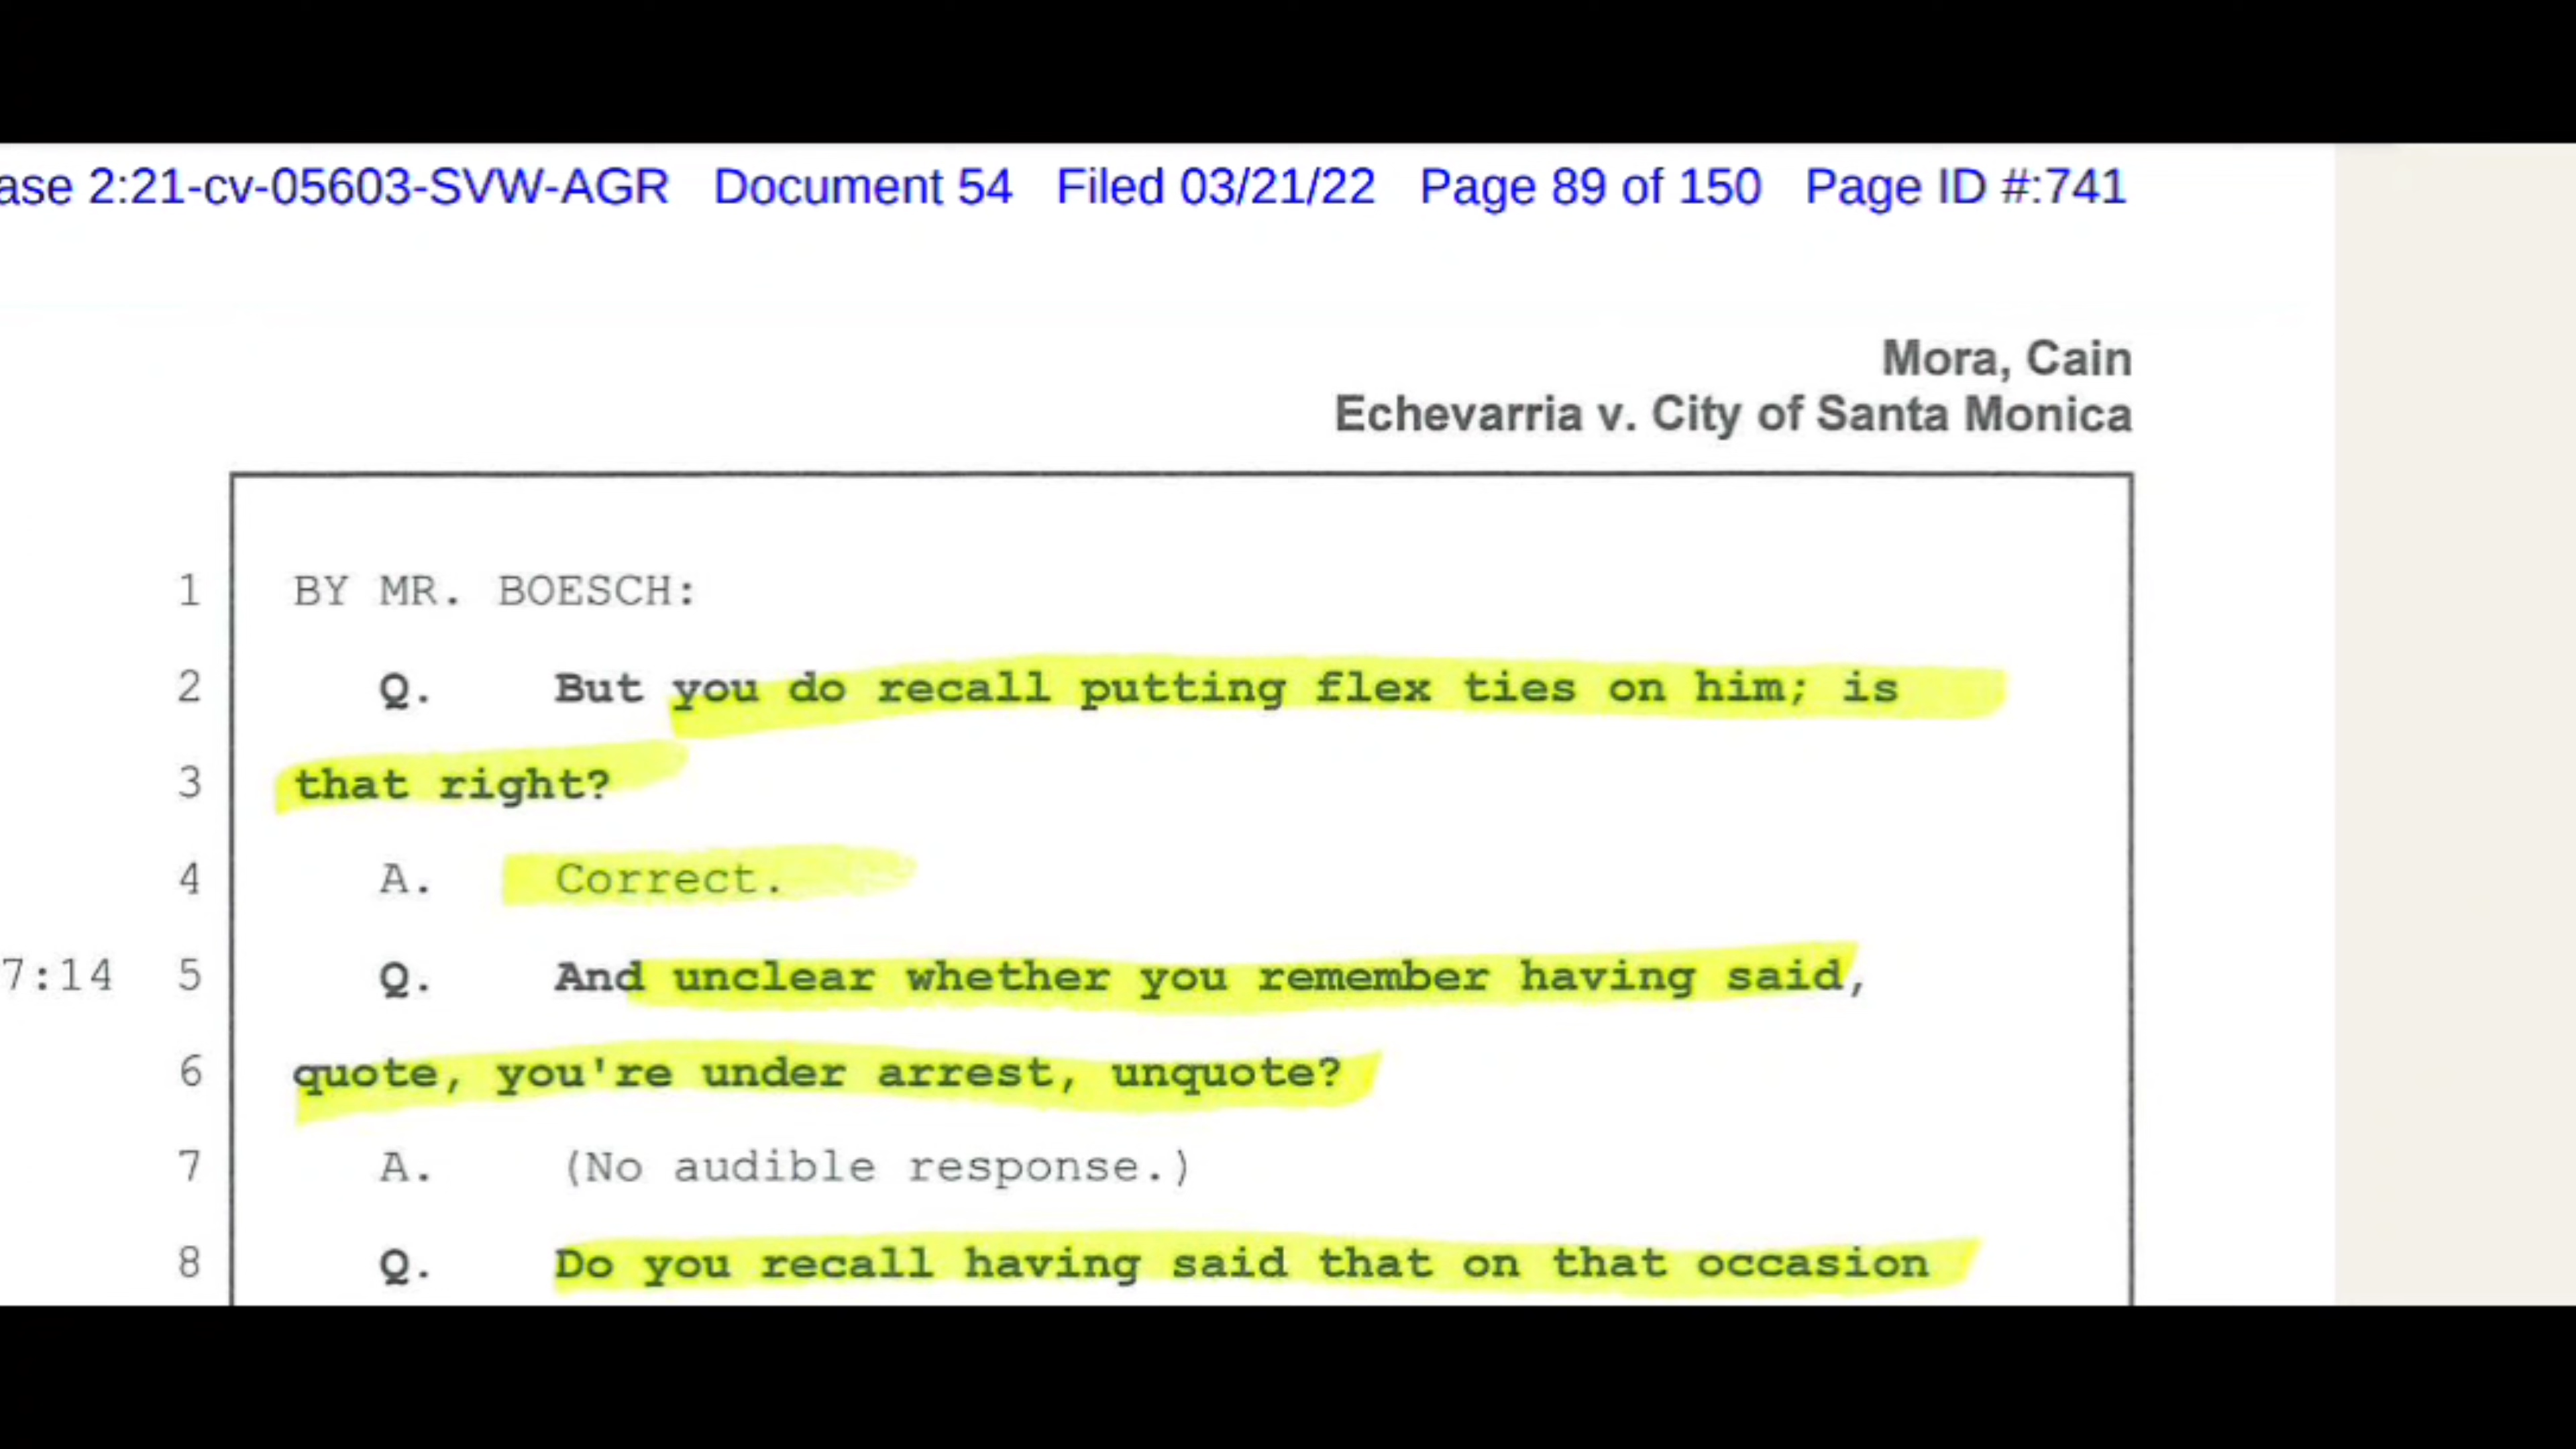 ase 2:21-cv-05603-SVW-AGR Document 54 Filed 03/21/22 Page 89 of 150 Page ID #:741
Mora, Cain
Echevarria v. City of Santa Monica
1 BY MR. BOESCH:
2 Q. But you do recall putting flex ties on him; is
3 that right?
4 A. Correct.
7:14 5 Q. And unclear whether you remember having said,
6 quote, you're under arrest, unquote?
7 A. (No audible response.)
8 Q. Do you recall having said that on that occasion